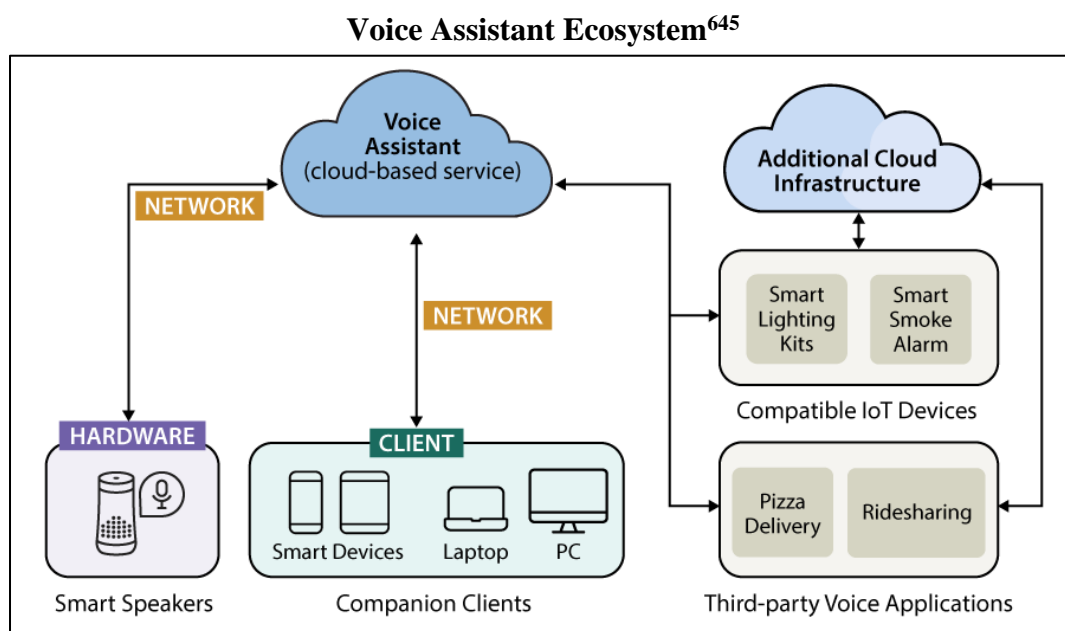 Voice Assistant Ecosystem645
Voice
Assistant
(cloud-based service)
NETWORK
NETWORK
HARDWARE
Smart Speakers
CLIENT
Smart Devices
Laptop
PC
Companion Clients
Additional Cloud
Infrastructure
Smart
Lighting
Kits
Smart
Smoke
Alarm
Compatible IoT Devices
Pizza
Delivery
Ridesharing
Third-party Voice Applications